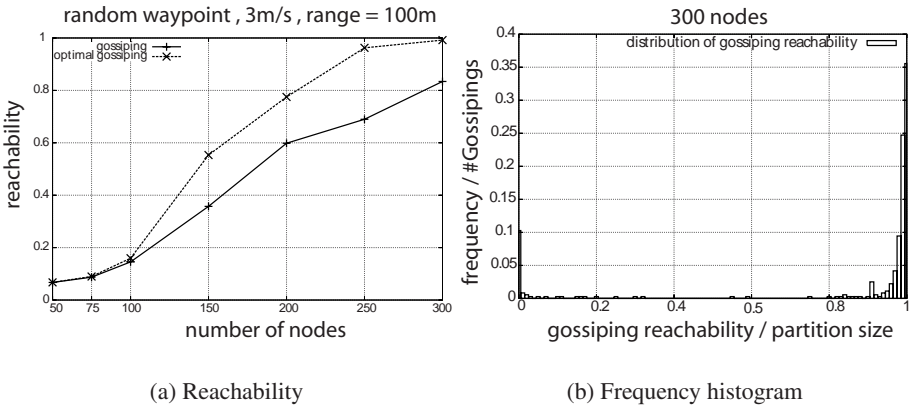 random waypoint , 3m/s , range = 100m
gossiping
optimal gossiping
1
0.8
0.6
0.4
0.2
0
reachability
50 75 100 150 200 250 300
number of nodes
(a) Reachability
300 nodes
distribution of gossiping reachability
0.4
0.35
0.3
0.25
0.2
0.15
0.1
0.05
0
frequency / #Gossipings
0 0.2 0.4 0.5 0.8 1
gossiping reachability / partition size
(b) Frequency histogram